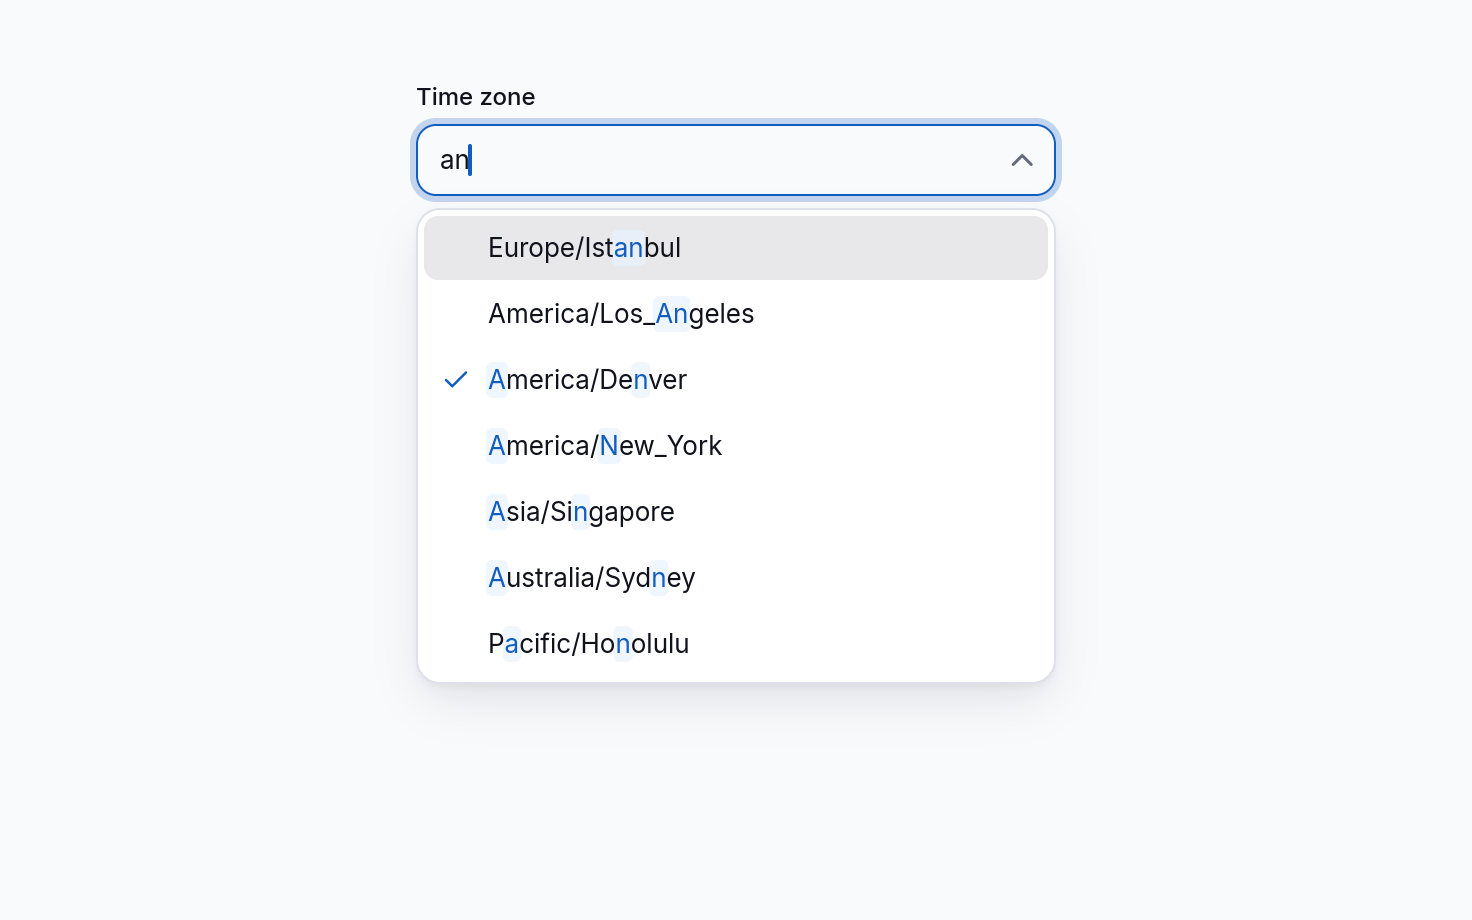 Time zone
an
Europe/Istanbul
America/Los_Angeles
America/Denver
America/New_York
Asia/Singapore
Australia/Sydney
Pacific/Honolulu